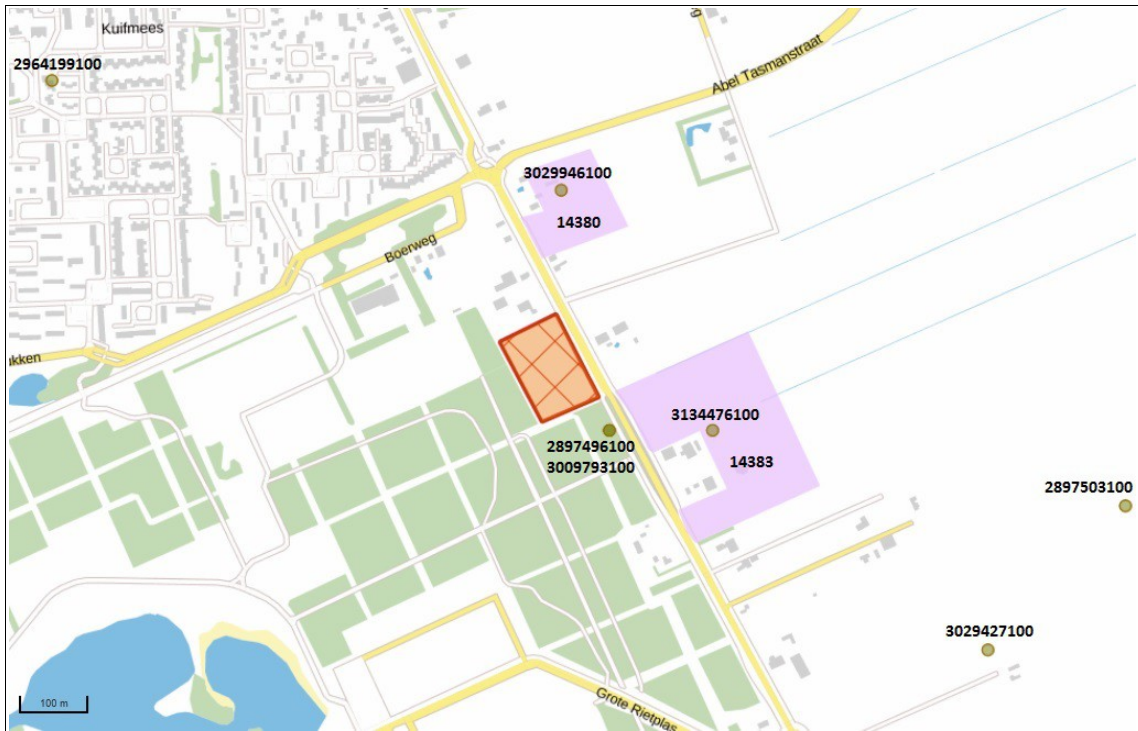 Kuifmees
2964199100
Abel Tasmanstraat
3029946100
14380
Boerweg
ukken
3134476100
2897496100
3009793100
14383
2897503100
3029427100
Grote Rietplas
100 m